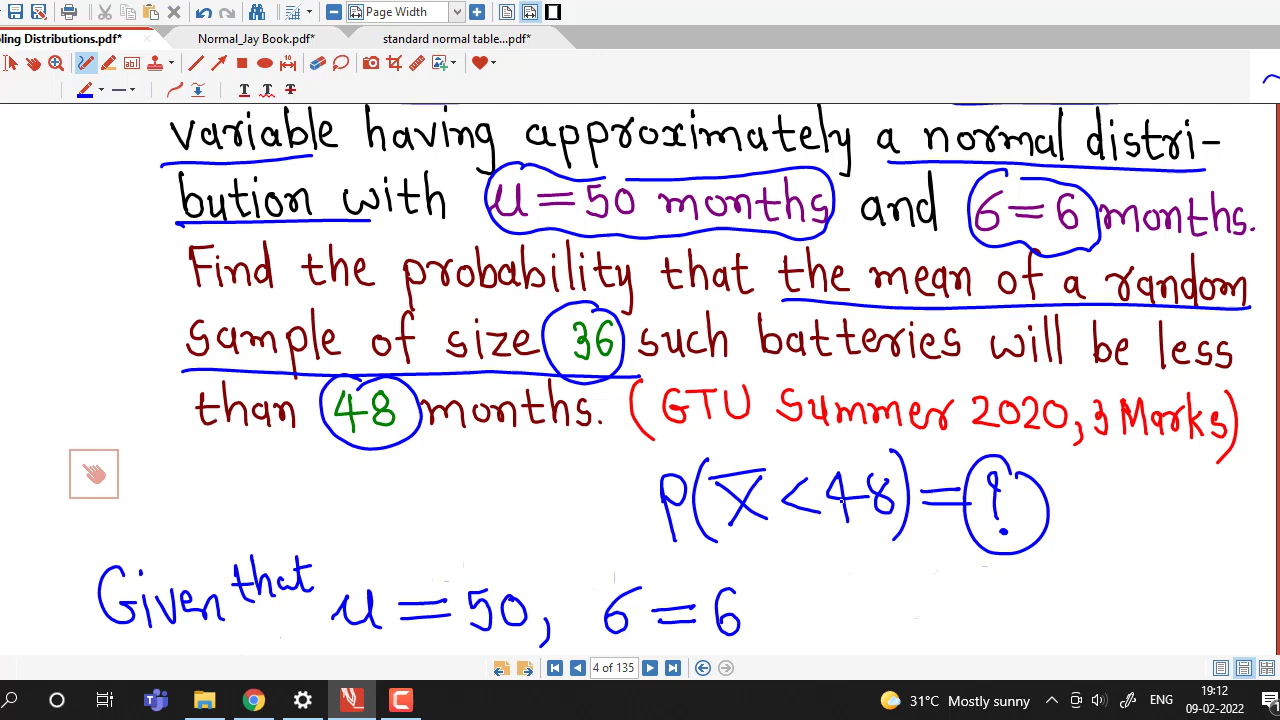 Page Width
ling Distributions.pdf*
Normal_Jay Book.pdf*
standard normal table...pdf*
variable having approximately a normal distri-
bution with μ=50 months and σ=6 months.
Find the probability that the mean of a random
sample of size 36 such batteries will be less
than 48 months. (GTU Summer 2020, 3 Marks)
P(X̅ < 48) = ?
Given that μ = 50, σ = 6
4 of 135
31°C Mostly sunny
ENG
19:12
09-02-2022